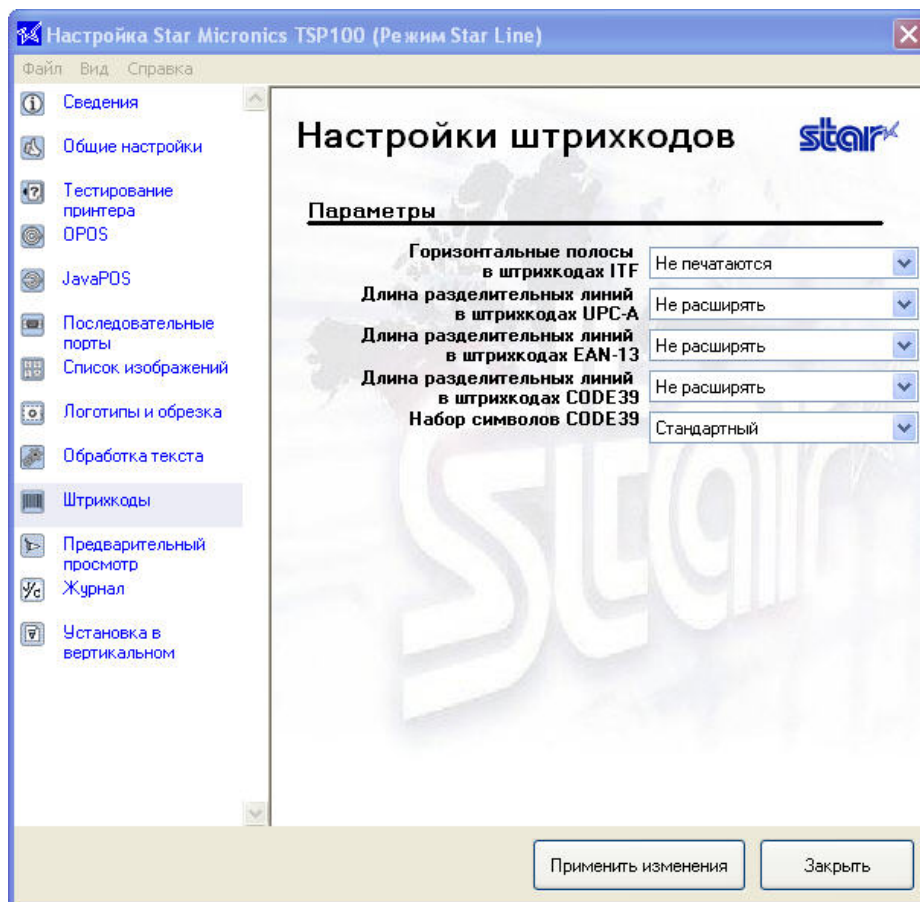 Настройка Star Micronics TSP100 (Режим Star Line)
Файл Вид Справка
Сведения
Общие настройки
Тестирование
принтера
OPOS
JavaPOS
Последовательные
порты
Список изображений
Логотипы и обрезка
Обработка текста
Штрихкоды
Предварительный
просмотр
Журнал
Установка в
вертикальном
Настройки штрихкодов
star
Параметры
Горизонтальные полосы
в штрихкодах ITF
Не печатаются
Длина разделительных линий
в штрихкодах UPC-A
Не расширять
Длина разделительных линий
в штрихкодах EAN-13
Не расширять
Длина разделительных линий
в штрихкодах CODE39
Не расширять
Набор символов CODE39
Стандартный
star
Применить изменения
Закрыть